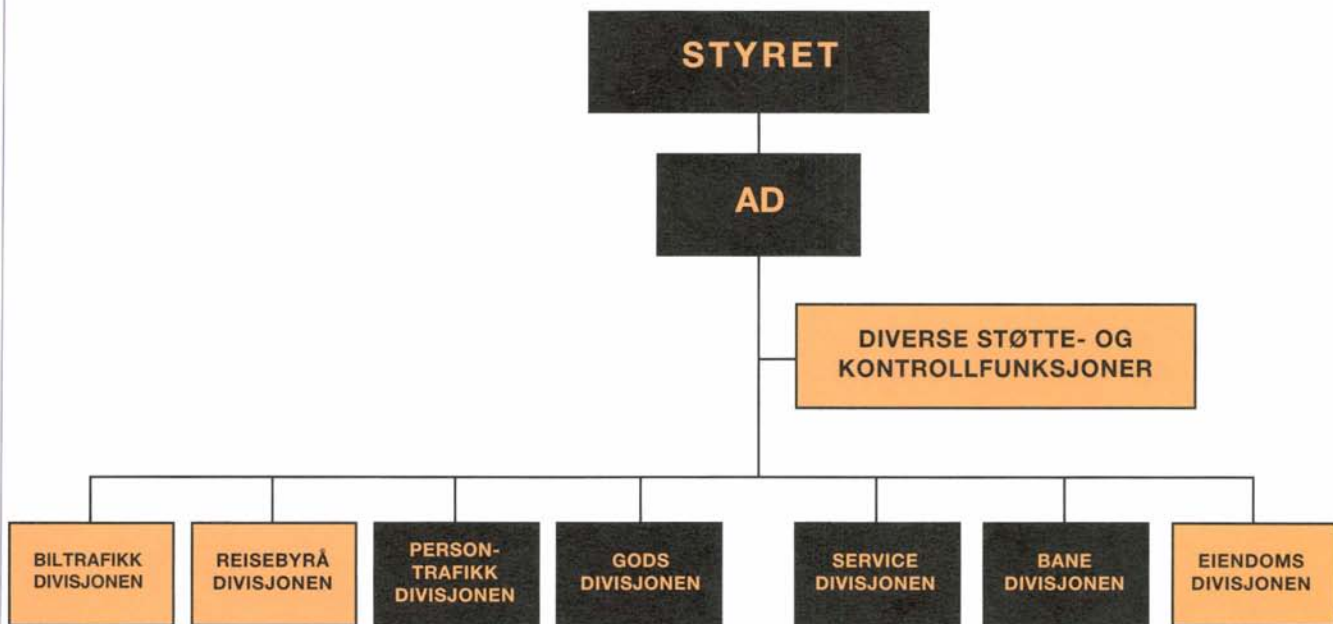 STYRET
AD
DIVERSE STØTTE- OG
KONTROLLFUNKSJONER
BILTRAFIKK
DIVISJONEN
REISEBYRÅ
DIVISJONEN
PERSON-
TRAFIKK
DIVISJONEN
GODS
DIVISJONEN
SERVICE
DIVISJONEN
BANE
DIVISJONEN
EIENDOMS
DIVISJONEN